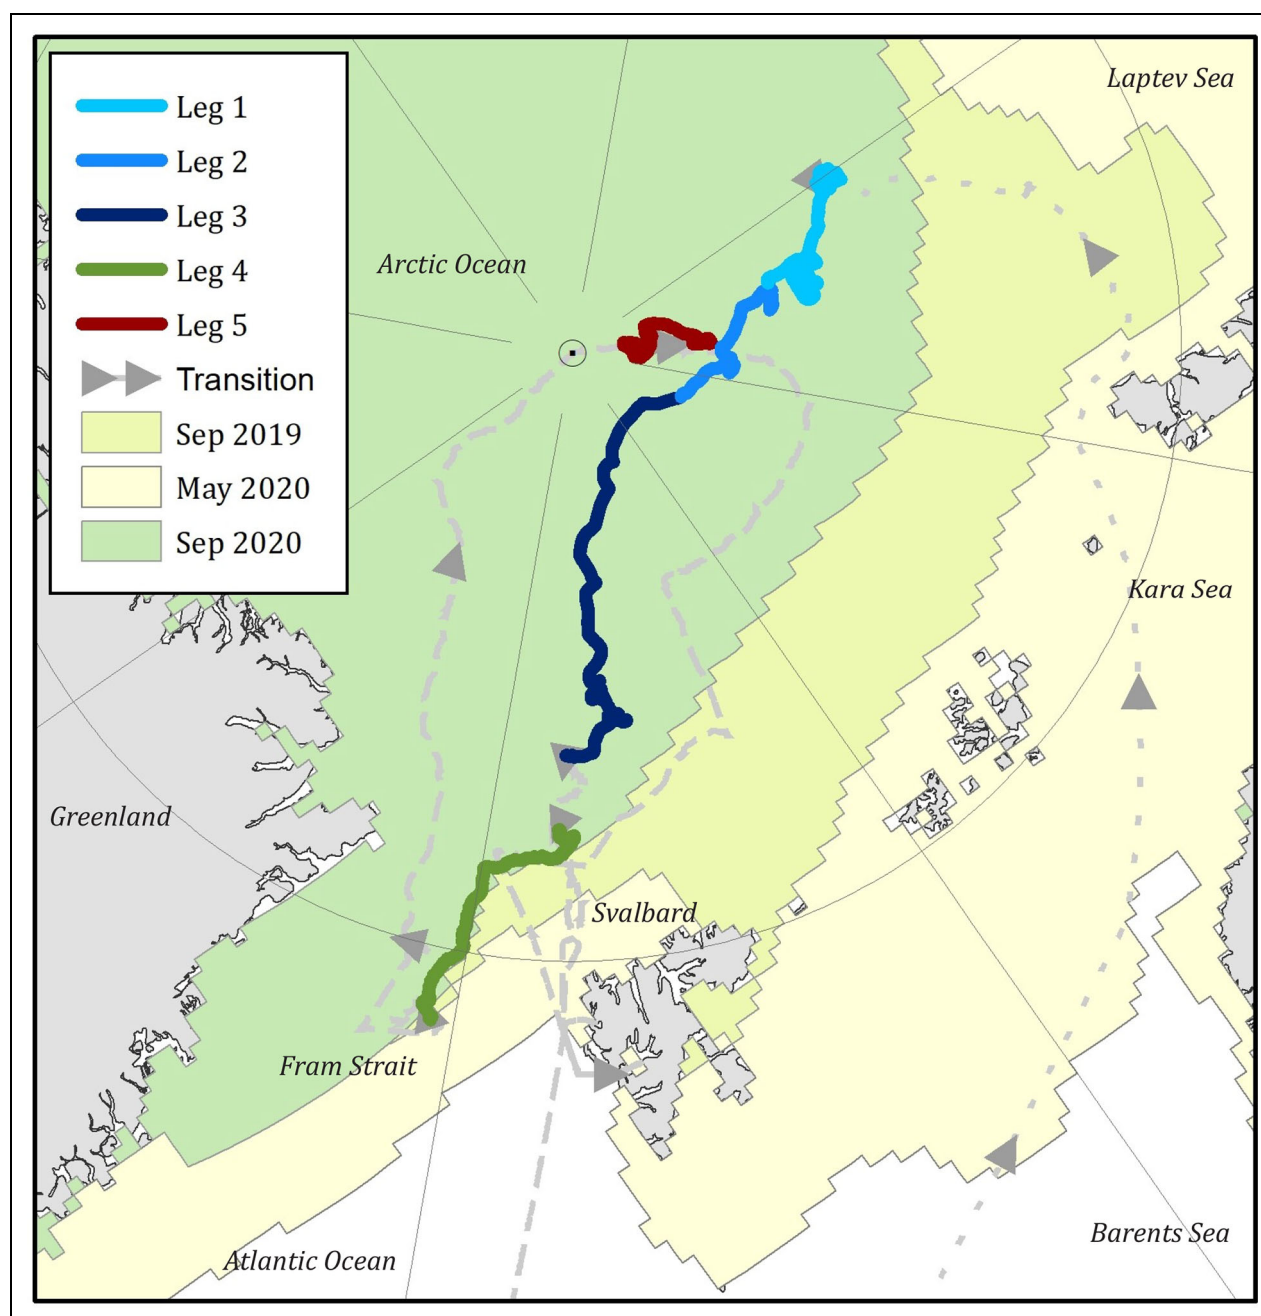 Laptev Sea
Leg 1
Leg 2
Leg 3
Leg 4
Leg 5
Transition
Sep 2019
May 2020
Sep 2020
Arctic Ocean
Kara Sea
Greenland
Svalbard
Fram Strait
Barents Sea
Atlantic Ocean